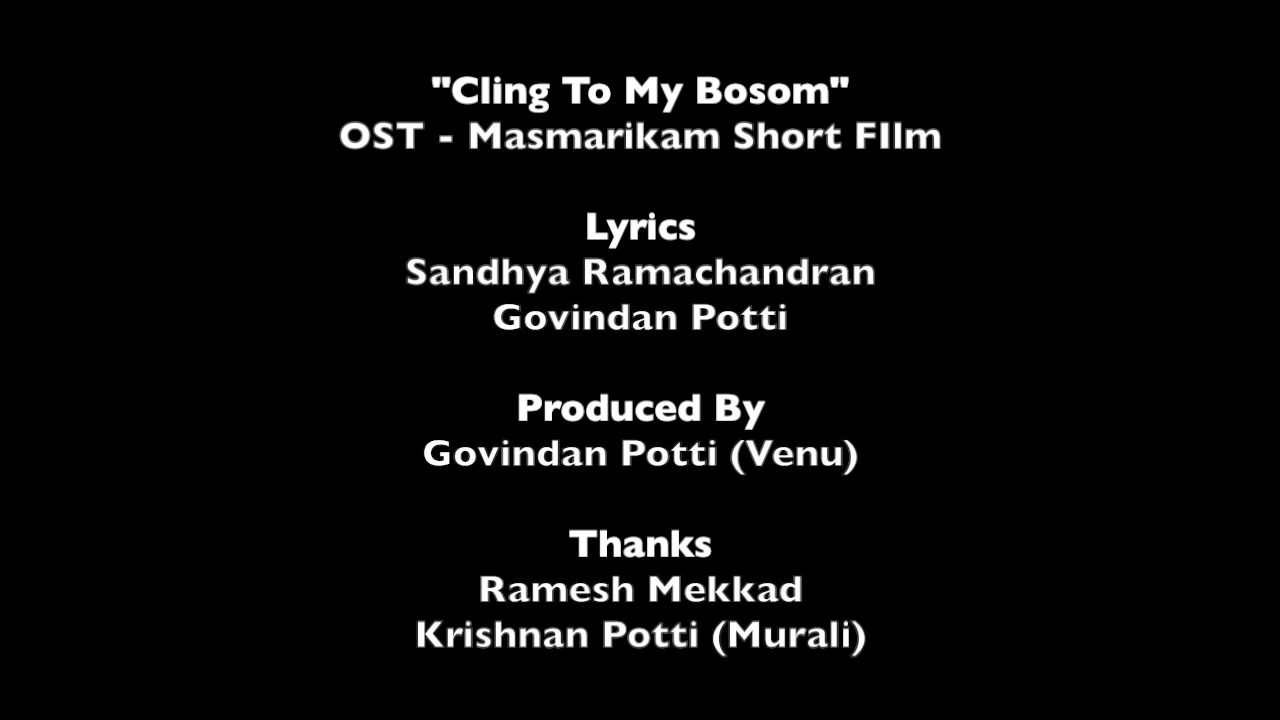 "Cling To My Bosom"
OST - Masmarikam Short FIlm
Lyrics
Sandhya Ramachandran
Govindan Potti
Produced By
Govindan Potti (Venu)
Thanks
Ramesh Mekkad
Krishnan Potti (Murali)